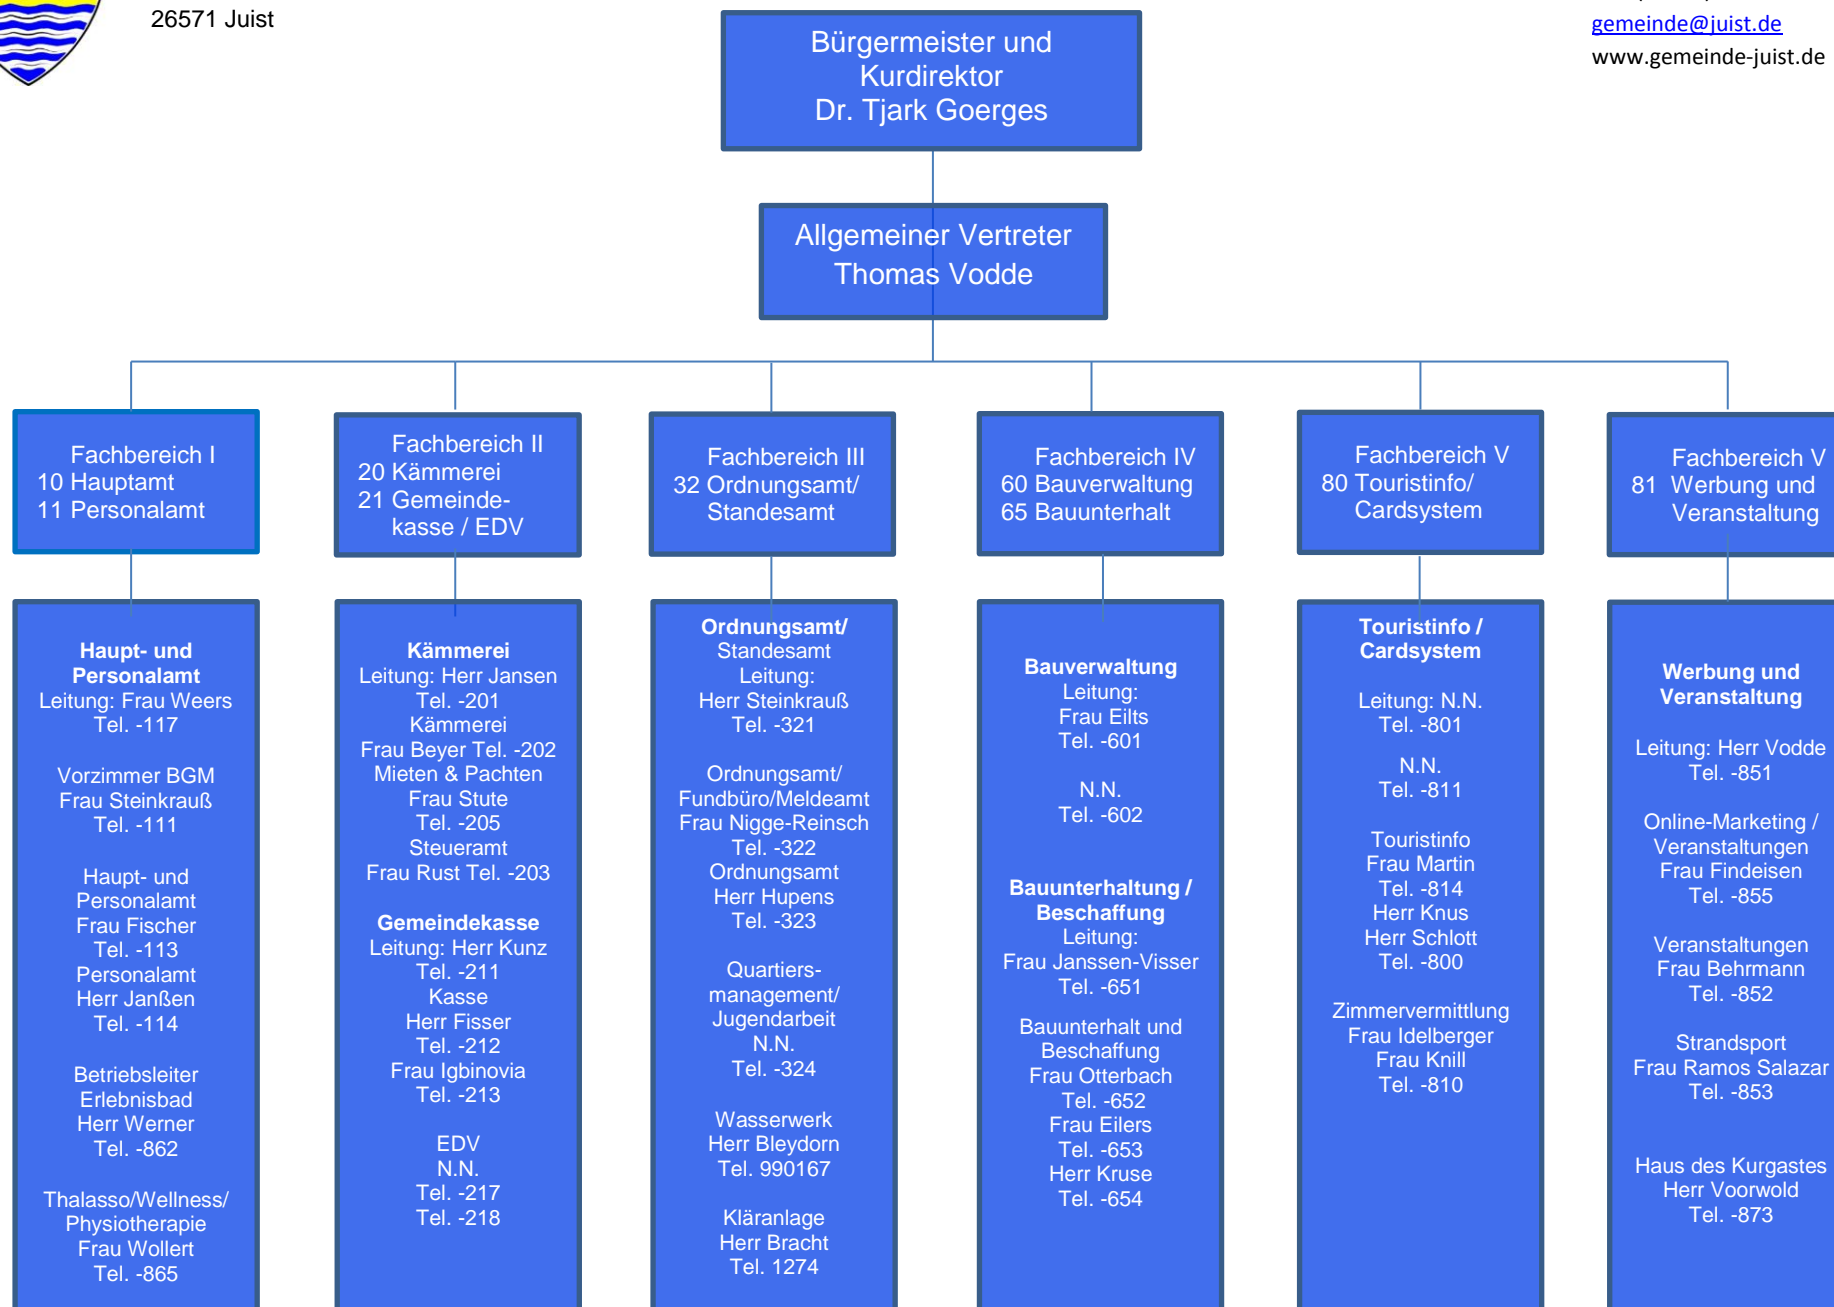 26571 Juist
gemeinde@juist.de
www.gemeinde-juist.de
Bürgermeister und
Kurdirektor
Dr. Tjark Goerges
Allgemeiner Vertreter
Thomas Vodde
Fachbereich I
10 Hauptamt
11 Personalamt
Fachbereich II
20 Kämmerei
21 Gemeinde-
kasse / EDV
Fachbereich III
32 Ordnungsamt/
Standesamt
Fachbereich IV
60 Bauverwaltung
65 Bauunterhalt
Fachbereich V
80 Touristinfo/
Cardsystem
Fachbereich V
81 Werbung und
Veranstaltung
Haupt- und
Personalamt
Leitung: Frau Weers
Tel. -117
Vorzimmer BGM
Frau Steinkrauß
Tel. -111
Haupt- und
Personalamt
Frau Fischer
Tel. -113
Personalamt
Herr Janßen
Tel. -114
Betriebsleiter
Erlebnisbad
Herr Werner
Tel. -862
Thalasso/Wellness/
Physiotherapie
Frau Wollert
Tel. -865
Kämmerei
Leitung: Herr Jansen
Tel. -201
Kämmerei
Frau Beyer Tel. -202
Mieten & Pachten
Frau Stute
Tel. -205
Steueramt
Frau Rust Tel. -203
Gemeindekasse
Leitung: Herr Kunz
Tel. -211
Kasse
Herr Fisser
Tel. -212
Frau Igbinovia
Tel. -213
EDV
N.N.
Tel. -217
Tel. -218
Ordnungsamt/
Standesamt
Leitung:
Herr Steinkrauß
Tel. -321
Ordnungsamt/
Fundbüro/Meldeamt
Frau Nigge-Reinsch
Tel. -322
Ordnungsamt
Herr Hupens
Tel. -323
Quartiers-
management/
Jugendarbeit
N.N.
Tel. -324
Wasserwerk
Herr Bleydorn
Tel. 990167
Kläranlage
Herr Bracht
Tel. 1274
Bauverwaltung
Leitung:
Frau Eilts
Tel. -601
N.N.
Tel. -602
Bauunterhaltung /
Beschaffung
Leitung:
Frau Janssen-Visser
Tel. -651
Bauunterhalt und
Beschaffung
Frau Otterbach
Tel. -652
Frau Eilers
Tel. -653
Herr Kruse
Tel. -654
Touristinfo /
Cardsystem
Leitung: N.N.
Tel. -801
N.N.
Tel. -811
Touristinfo
Frau Martin
Tel. -814
Herr Knus
Herr Schlott
Tel. -800
Zimmervermittlung
Frau Idelberger
Frau Knill
Tel. -810
Werbung und
Veranstaltung
Leitung: Herr Vodde
Tel. -851
Online-Marketing /
Veranstaltungen
Frau Findeisen
Tel. -855
Veranstaltungen
Frau Behrmann
Tel. -852
Strandsport
Frau Ramos Salazar
Tel. -853
Haus des Kurgastes
Herr Voorwold
Tel. -873